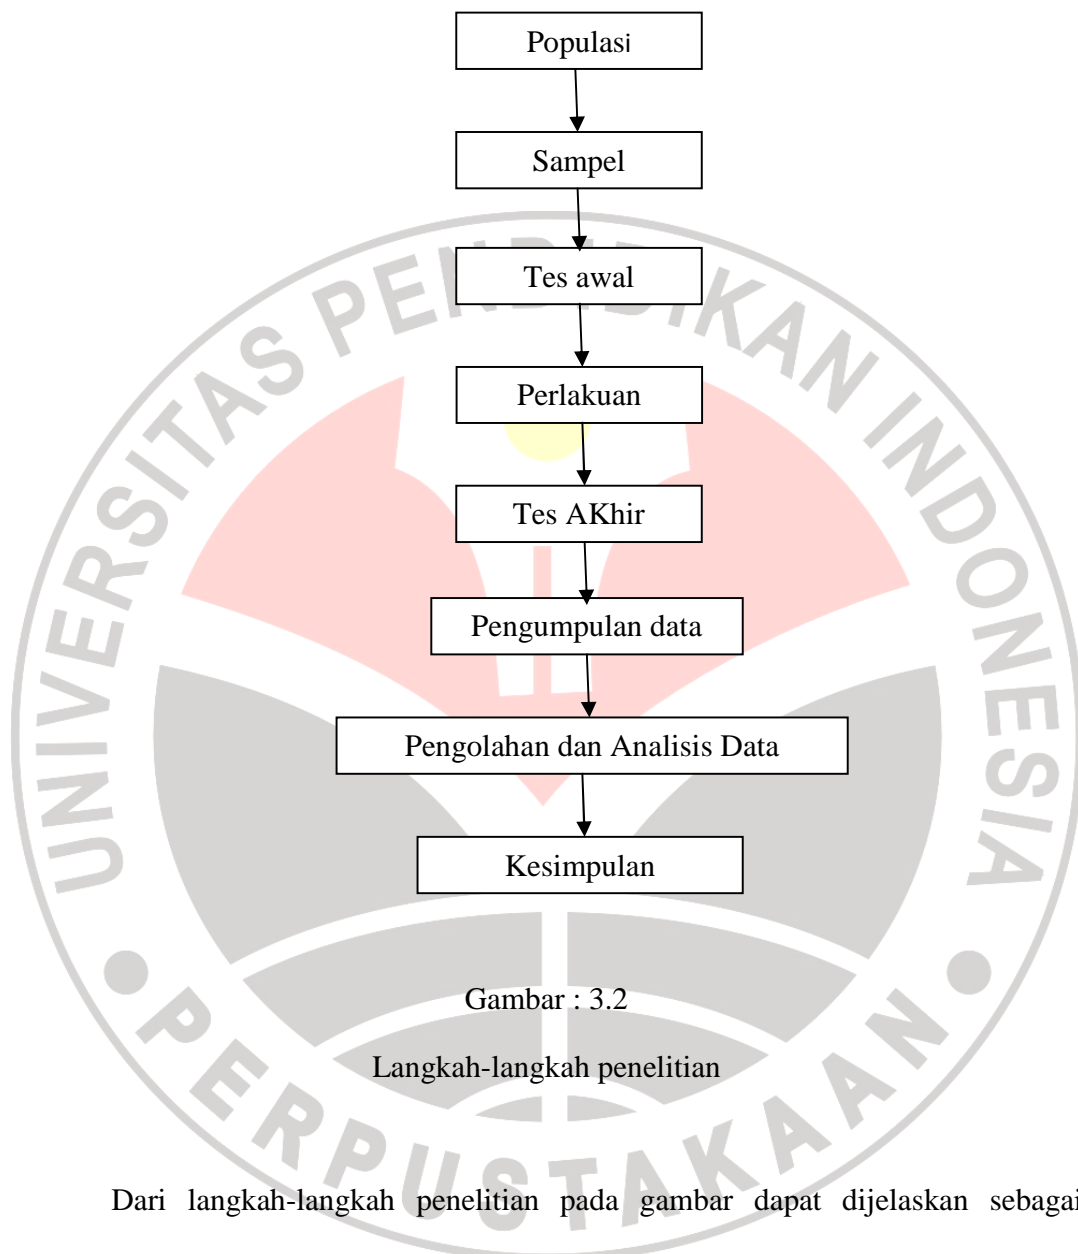 Populasi
Sampel
Tes awal
Perlakuan
Tes AKhir
Pengumpulan data
Pengolahan dan Analisis Data
Kesimpulan
Gambar : 3.2
Langkah-langkah penelitian
Dari langkah-langkah penelitian pada gambar dapat dijelaskan sebagai
UNIVERSITAS PENDIDIKAN INDONESIA
PERPUSTAKAAN